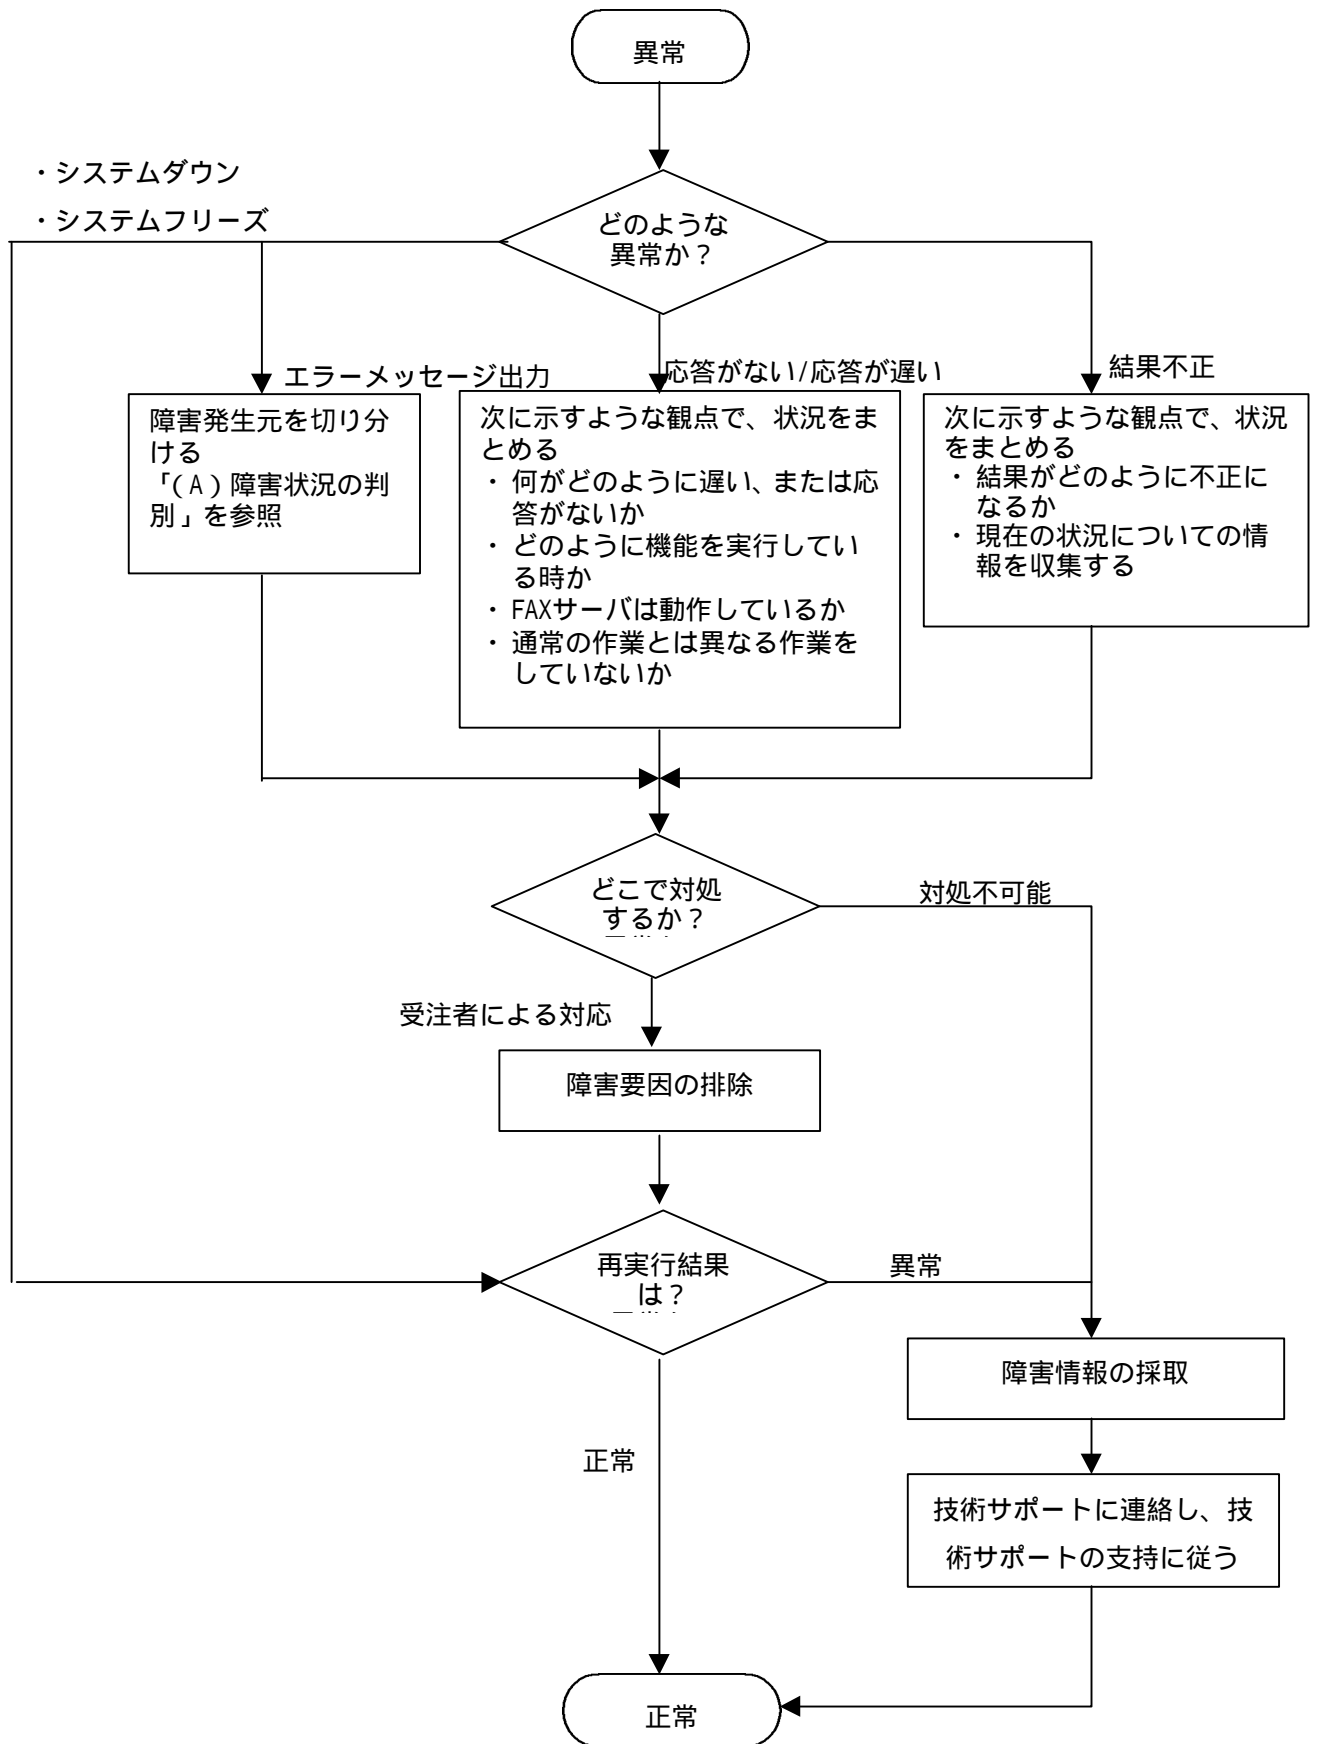 異常
・システムダウン
・システムフリーズ
どのような
異常か？
エラーメッセージ出力
応答がない/応答が遅い
結果不正
障害発生元を切り分
ける
「(A)障害状況の判
別」を参照
次に示すような観点で、状況をま
とめる
・ 何がどのように遅い、または応
答がないか
・ どのように機能を実行してい
る時か
・ FAXサーバは動作しているか
・ 通常の作業とは異なる作業を
していないか
次に示すような観点で、状況
をまとめる
・ 結果がどのように不正に
なるか
・ 現在の状況についての情
報を収集する
どこで対処
するか？
対処不可能
受注者による対応
障害要因の排除
再実行結果
は？
異常
障害情報の採取
正常
技術サポートに連絡し、技
術サポートの支持に従う
正常